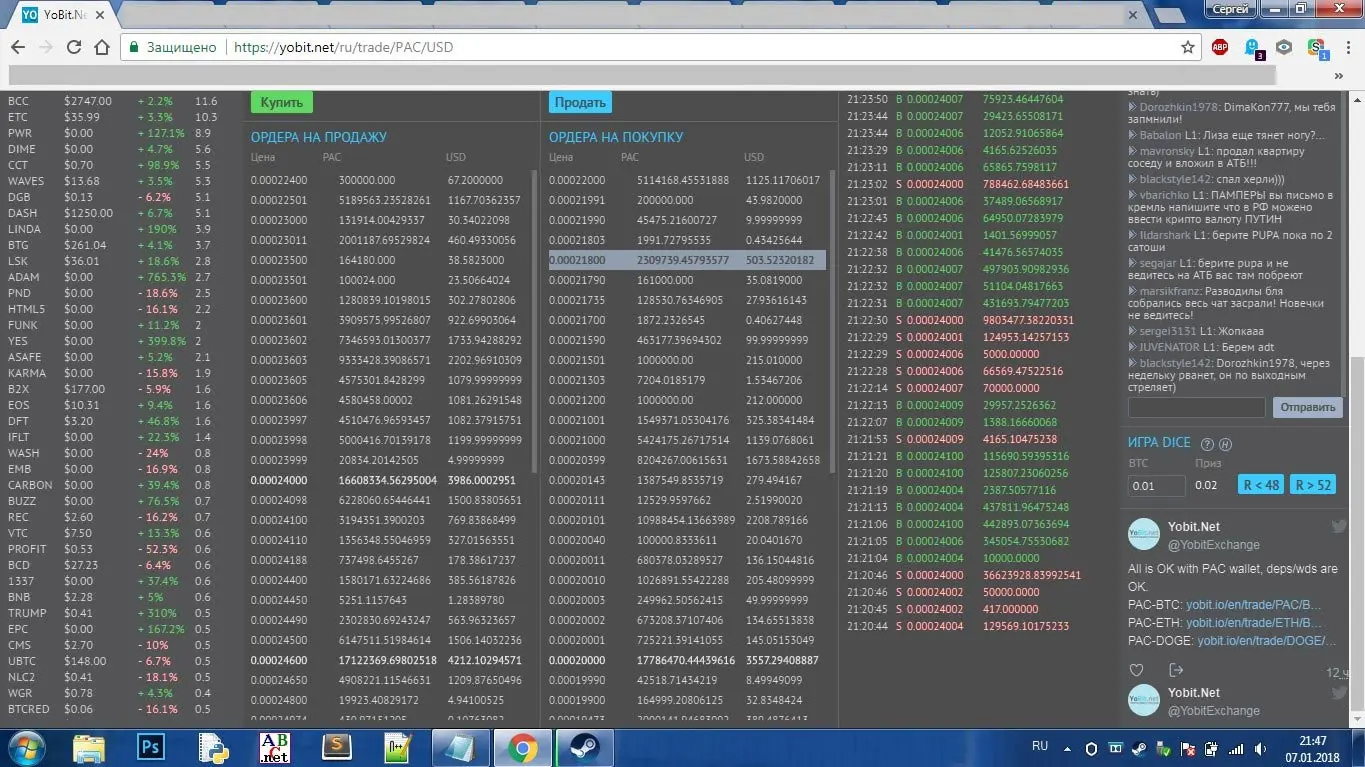 YoBit.N
Сергей
Защищено
https://yobit.net/ru/trade/PAC/USD
ABP
3
1
BCC $2747.00 + 2.2% 11.6
ETC $35.99 + 3.3% 10.3
PWR $0.00 + 127.1% 8.9
DIME $0.00 + 4.7% 5.6
CCT $0.70 + 98.9% 5.5
WAVES $13.68 + 3.5% 5.3
DGB $0.13 - 6.2% 5.1
DASH $1250.00 + 6.7% 5.1
LINDA $0.00 + 190% 3.9
BTG $261.04 + 4.1% 3.7
LSK $36.01 + 18.6% 2.8
ADAM $0.00 + 765.3% 2.7
PND $0.00 - 18.6% 2.5
HTML5 $0.00 - 16.1% 2.2
FUNK $0.00 + 11.2% 2
YES $0.00 + 399.8% 2
ASAFE $0.00 + 5.2% 2.1
KARMA $0.00 - 15.8% 1.9
B2X $177.00 - 5.9% 1.6
EOS $10.31 + 9.4% 1.6
DFT $3.20 + 46.8% 1.6
IFLT $0.00 + 22.3% 1.4
WASH $0.00 - 24% 0.8
EMB $0.00 - 16.9% 0.8
CARBON $0.00 + 39.4% 0.8
BUZZ $0.00 + 76.5% 0.7
REC $2.60 - 16.2% 0.7
VTC $7.50 + 13.3% 0.6
PROFIT $0.53 - 52.3% 0.6
BCD $27.23 - 6.4% 0.6
1337 $0.00 + 37.4% 0.6
BNB $2.28 + 5% 0.6
TRUMP $0.41 + 310% 0.5
EPC $0.00 + 167.2% 0.5
CMS $2.70 - 10% 0.5
UBTC $148.00 - 6.7% 0.5
NLC2 $0.41 - 18.1% 0.5
WGR $0.78 + 4.3% 0.4
BTCRED $0.06 - 16.1% 0.5
Купить
ОРДЕРА НА ПРОДАЖУ
Цена PAC USD
0.00022400 300000.000 67.2000000
0.00022501 5189563.23528261 1167.70362357
0.00023000 131914.00429337 30.34022098
0.00023011 2001187.69529824 460.49330056
0.00023500 164180.000 38.5823000
0.00023501 100024.000 23.50664024
0.00023600 1280839.10198015 302.27802806
0.00023601 3909575.99526807 922.69903064
0.00023602 7346593.01300377 1733.94288292
0.00023603 9333428.39086571 2202.96910309
0.00023605 4575301.8428299 1079.99999999
0.00023606 4580458.00002 1081.26291548
0.00023997 4510476.96593457 1082.37915751
0.00023998 5000416.70139178 1199.99999999
0.00023999 20834.20142505 4.99999999
0.00024000 16608334.56295004 3986.0002951
0.00024098 6228060.65446441 1500.83805651
0.00024100 3194351.3900203 769.83868499
0.00024110 1356348.55046959 327.01563551
0.00024188 737498.6455267 178.38617237
0.00024400 1580171.63224686 385.56187826
0.00024450 5251.1157643 1.28389780
0.00024490 2302830.69243247 563.96323657
0.00024500 6147511.51984614 1506.14032236
0.00024600 17122369.69802518 4212.10294571
0.00024650 4908221.11546631 1209.87650496
0.00024800 19923.40829172 4.94100525
Продать
ОРДЕРА НА ПОКУПКУ
Цена PAC USD
0.00022000 5114168.45531888 1125.11706017
0.00021991 200000.000 43.9820000
0.00021990 45475.21600727 9.99999999
0.00021803 1991.72795535 0.43425644
0.00021800 2309739.45793577 503.52320182
0.00021790 161000.000 35.0819000
0.00021735 128530.76346905 27.93616143
0.00021700 1872.2326545 0.40627448
0.00021590 463177.39694302 99.99999999
0.00021501 1000000.00 215.010000
0.00021303 7204.0185179 1.53467206
0.00021200 1000000.00 212.000000
0.00021001 1549371.05304176 325.38341484
0.00021000 5424175.26717514 1139.0768061
0.00020399 8204267.00615631 1673.58842658
0.00020143 1387549.8535719 279.494167
0.00020111 12529.9597662 2.51990020
0.00020101 10988454.13663989 2208.789166
0.00020040 100000.8333611 20.0401670
0.00020011 680378.03289527 136.15044816
0.00020010 1026891.55422288 205.48099999
0.00020003 249962.50562415 49.99999999
0.00020002 673208.37107406 134.65513838
0.00020001 725221.39141055 145.05153049
0.00020000 17786470.44439616 3557.29408887
0.00019990 42518.71434219 8.49949099
0.00019900 164999.20806125 32.8348424
21:23:50 B 0.00024007 75923.46447604
21:23:44 B 0.00024007 29423.65508171
21:23:44 B 0.00024006 12052.91065864
21:23:29 B 0.00024006 4165.62526035
21:23:11 B 0.00024006 65865.7598117
21:23:02 S 0.00024000 788462.68483661
21:23:01 B 0.00024006 37489.06568917
21:22:43 B 0.00024006 64950.07283979
21:22:42 B 0.00024001 1401.56999057
21:22:38 B 0.00024006 41476.56574035
21:22:32 B 0.00024007 497903.90982936
21:22:32 B 0.00024007 51104.04817663
21:22:31 B 0.00024007 431693.79477203
21:22:30 S 0.00024000 9803477.38220331
21:22:29 S 0.00024001 124953.14257153
21:22:29 S 0.00024006 5000.00000
21:22:28 S 0.00024006 66569.47522516
21:22:14 S 0.00024007 70000.0000
21:22:13 B 0.00024009 29957.2526362
21:22:07 B 0.00024009 1388.16660068
21:21:53 S 0.00024009 4165.10475238
21:21:21 B 0.00024010 115690.59395316
21:21:20 B 0.00024010 125807.23060256
21:21:19 B 0.00024004 2387.50577116
21:21:13 B 0.00024004 437811.96475248
21:21:06 B 0.00024010 442893.07363694
21:21:05 B 0.00024006 345054.75530682
21:21:04 B 0.00024004 10000.0000
21:20:46 S 0.00024000 36623928.83992541
21:20:46 S 0.00024002 50000.0000
21:20:45 S 0.00024002 417.000000
21:20:44 S 0.00024004 129569.10175233
знать)
Dorozhkin1978: DimaKon777, мы тебя
запмнили!
Babalon L1: Лиза еще тянет ногу?...
mavronsky L1: продал квартиру
соседу и вложил в АТБ!!!
blackstyle142: спал херли)))
vbarichko L1: ПАМПЕРЫ вы письмо в
кремль напишите что в РФ можено
ввести крипто валюту ПУТИН
Ildarshark L1: берите PUPA пока по 2
сатоши
segajar L1: берите pupa и не
ведитесь на АТБ вас там побреют
marsikfranz: Разводилы бля
собрались весь чат засрали! Новечки
не ведитесь!
sergei3131 L1: Жопкааа
JUVENATOR L1: Берем adt
blackstyle142: Dorozhkin1978, через
недельку рванет, он по выходным
стреляет)
Отправить
ИГРА DICE ? H
BTC Приз
0.01 0.02 R < 48 R > 52
Yobit.Net
@YobitExchange
All is OK with PAC wallet, deps/wds are
OK.
PAC-BTC: yobit.io/en/trade/PAC/B...
PAC-ETH: yobit.io/en/trade/ETH/B...
PAC-DOGE: yobit.io/en/trade/DOGE/...
12 ч
Yobit.Net
@YobitExchange
Ps
AB
C
.net
S
RU
21:47
07.01.2018